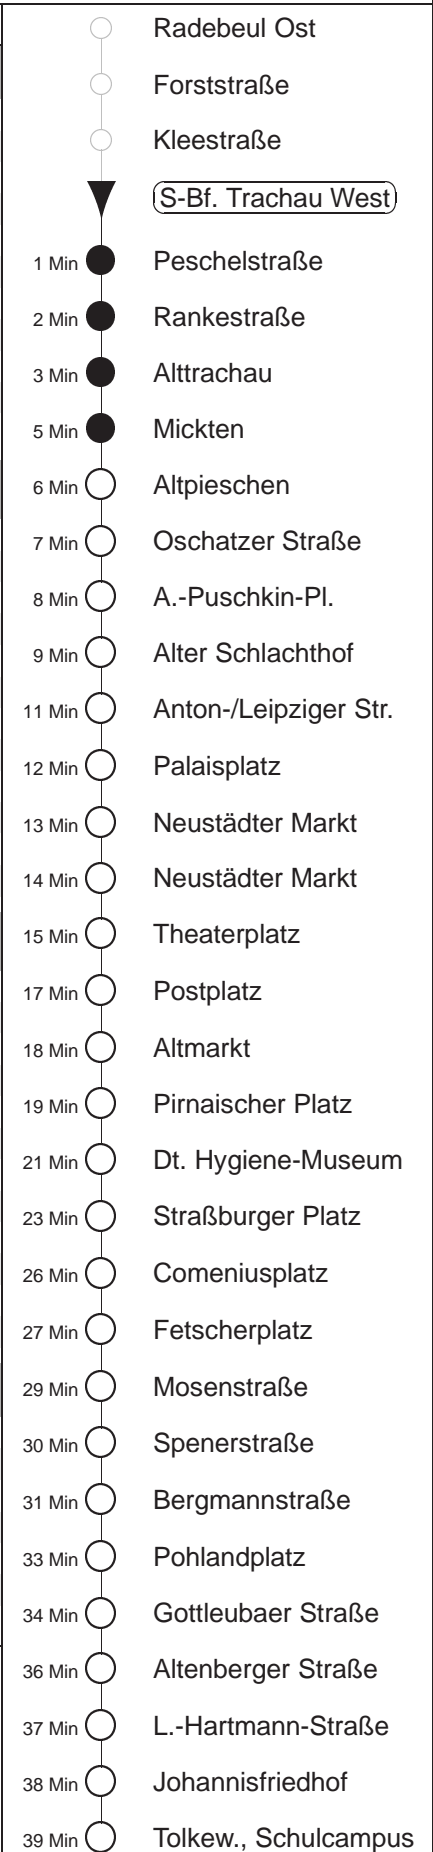 Radebeul Ost
Forststraße
Kleestraße
S-Bf. Trachau West
1 Min Peschelstraße
2 Min Rankestraße
3 Min Alttrachau
5 Min Mickten
6 Min Altpieschen
7 Min Oschatzer Straße
8 Min A.-Puschkin-Pl.
9 Min Alter Schlachthof
11 Min Anton-/Leipziger Str.
12 Min Palaisplatz
13 Min Neustädter Markt
14 Min Neustädter Markt
15 Min Theaterplatz
17 Min Postplatz
18 Min Altmarkt
19 Min Pirnaischer Platz
21 Min Dt. Hygiene-Museum
23 Min Straßburger Platz
26 Min Comeniusplatz
27 Min Fetscherplatz
29 Min Mosenstraße
30 Min Spenerstraße
31 Min Bergmannstraße
33 Min Pohlandplatz
34 Min Gottleubaer Straße
36 Min Altenberger Straße
37 Min L.-Hartmann-Straße
38 Min Johannisfriedhof
39 Min Tolkew., Schulcampus